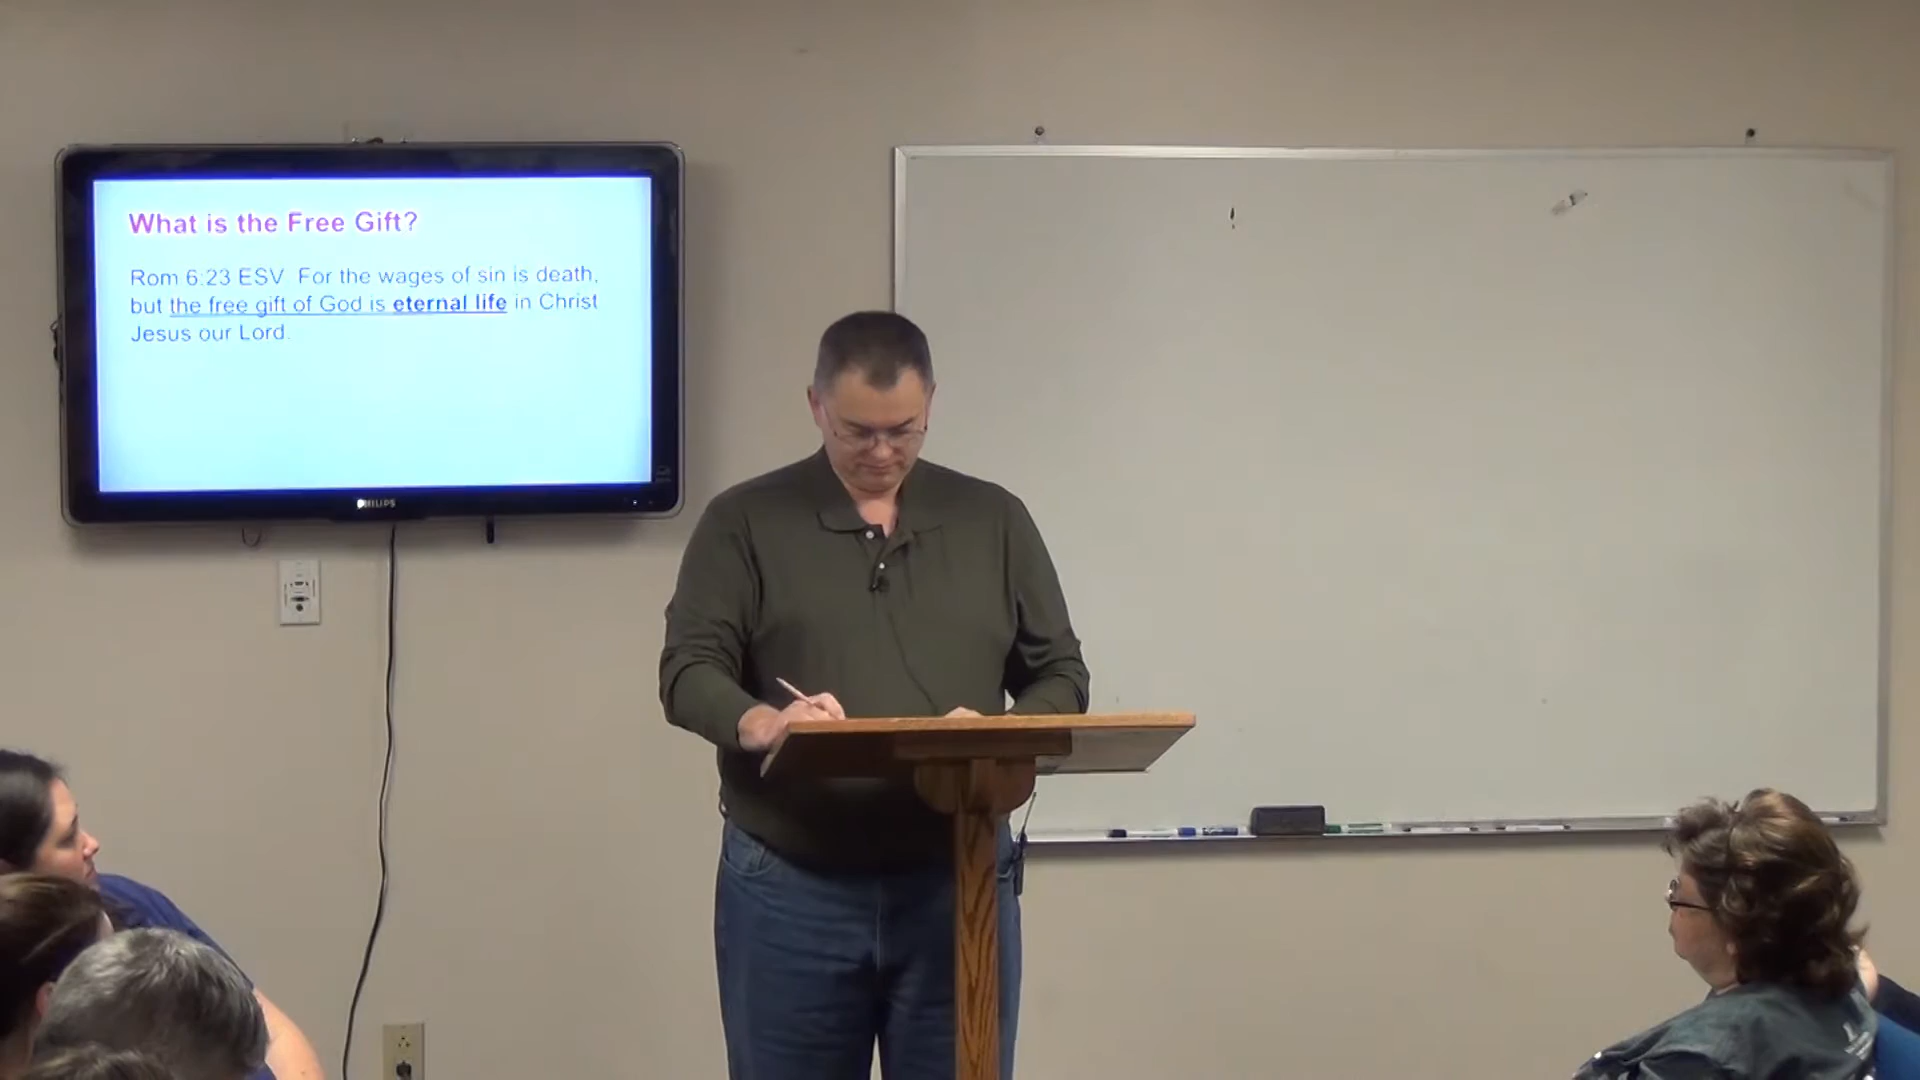 What is the Free Gift?
Rom 6:23 ESV  For the wages of sin is death,
but the free gift of God is eternal life in Christ
Jesus our Lord.
PHILIPS